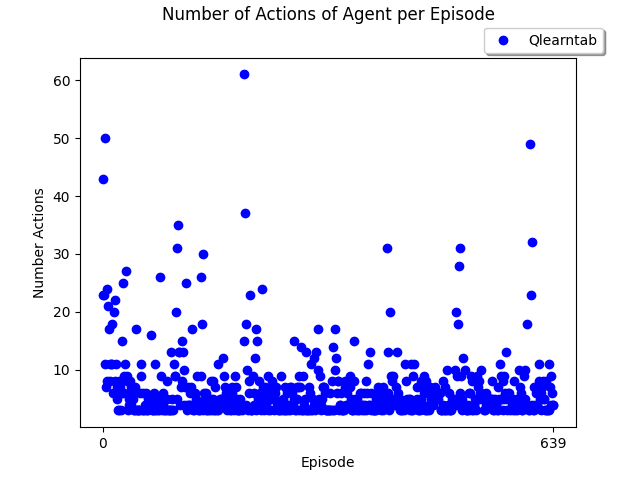 Number of Actions of Agent per Episode
Qlearntab
60
50
40
30
20
10
Number Actions
0
639
Episode